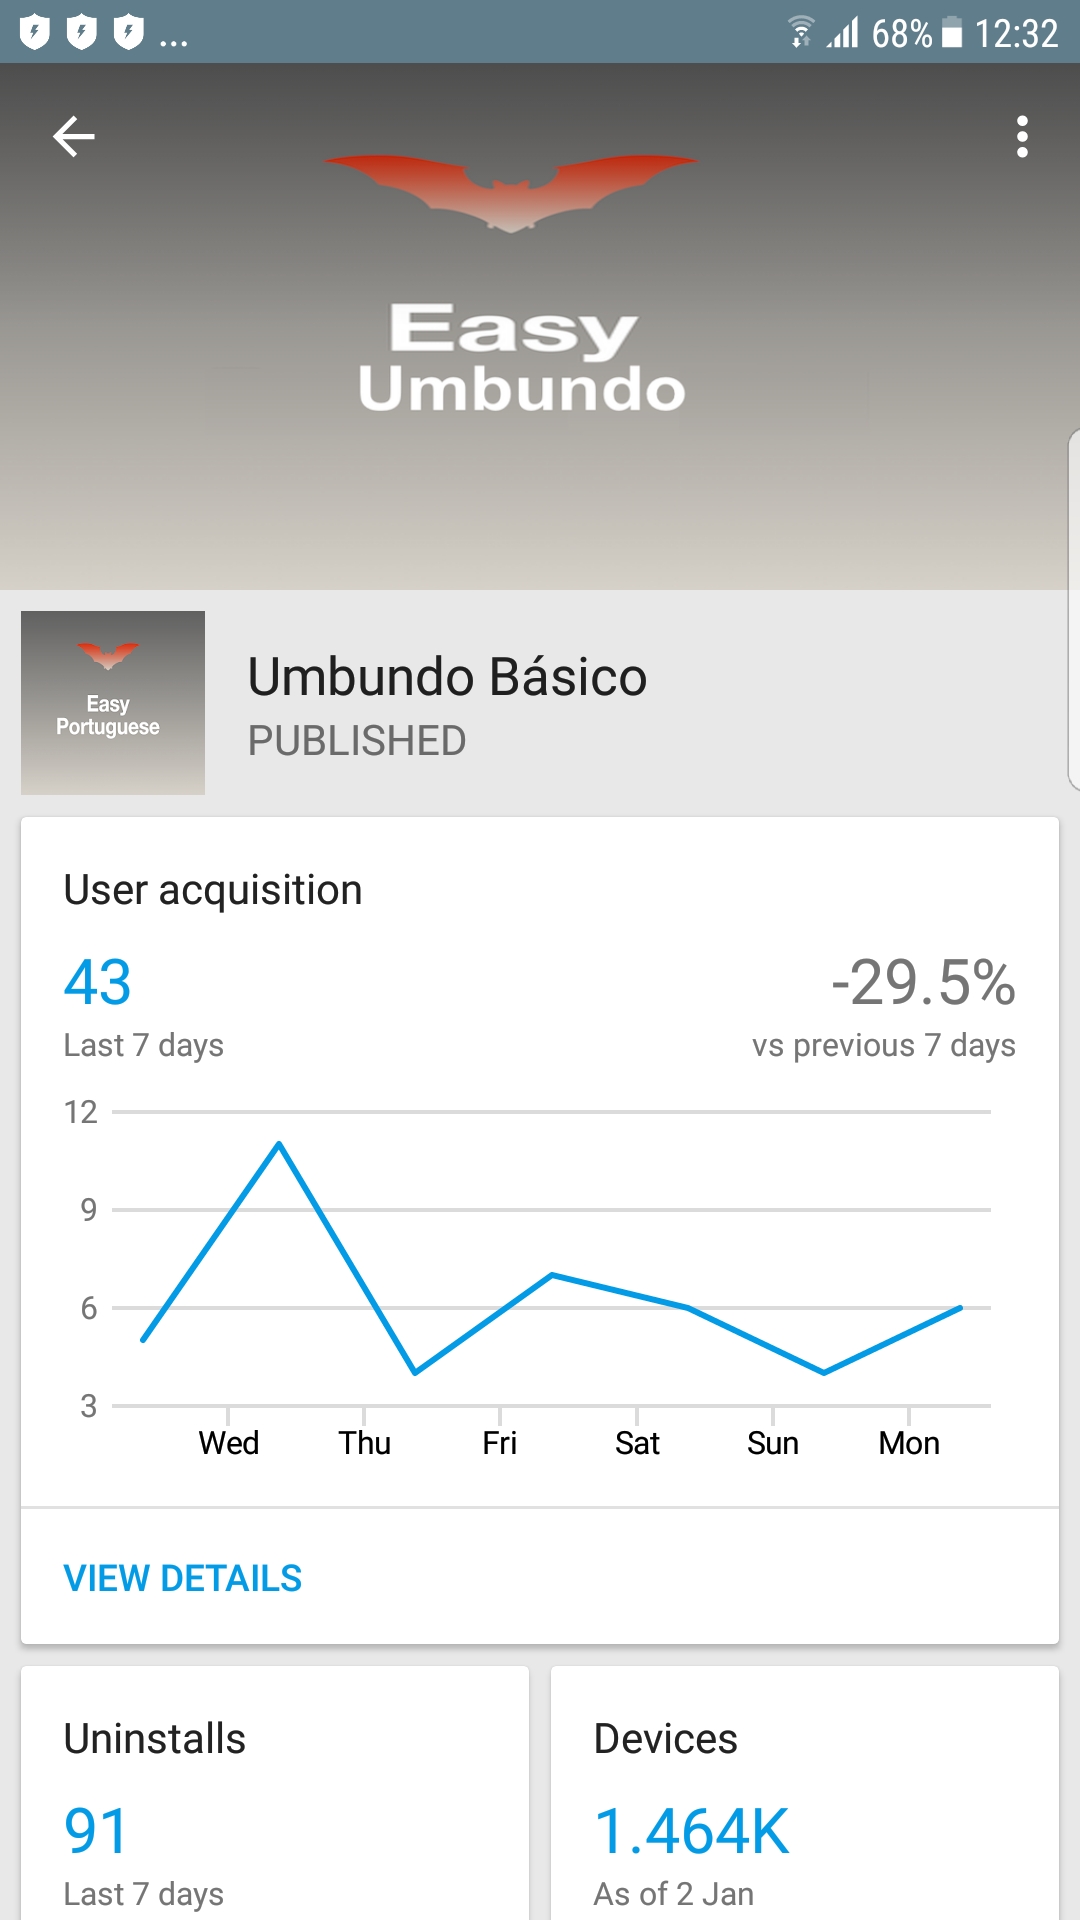 ... 68% 12:32
Easy
Umbundo
Easy
Portuguese
Umbundo Básico
PUBLISHED
User acquisition
43 -29.5%
Last 7 days vs previous 7 days
12
9
6
3
Wed Thu Fri Sat Sun Mon
VIEW DETAILS
Uninstalls Devices
91 1.464K
Last 7 days As of 2 Jan